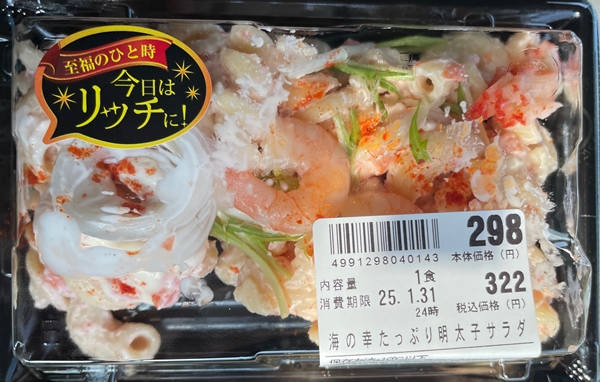 至福のひと時
今日は
リッチに!
298
4991298040143
本体価格 (円)
内容量 1食
322
消費期限 25. 1.31
税込価格 (円)
24時
海の幸たっぷり明太子サラダ